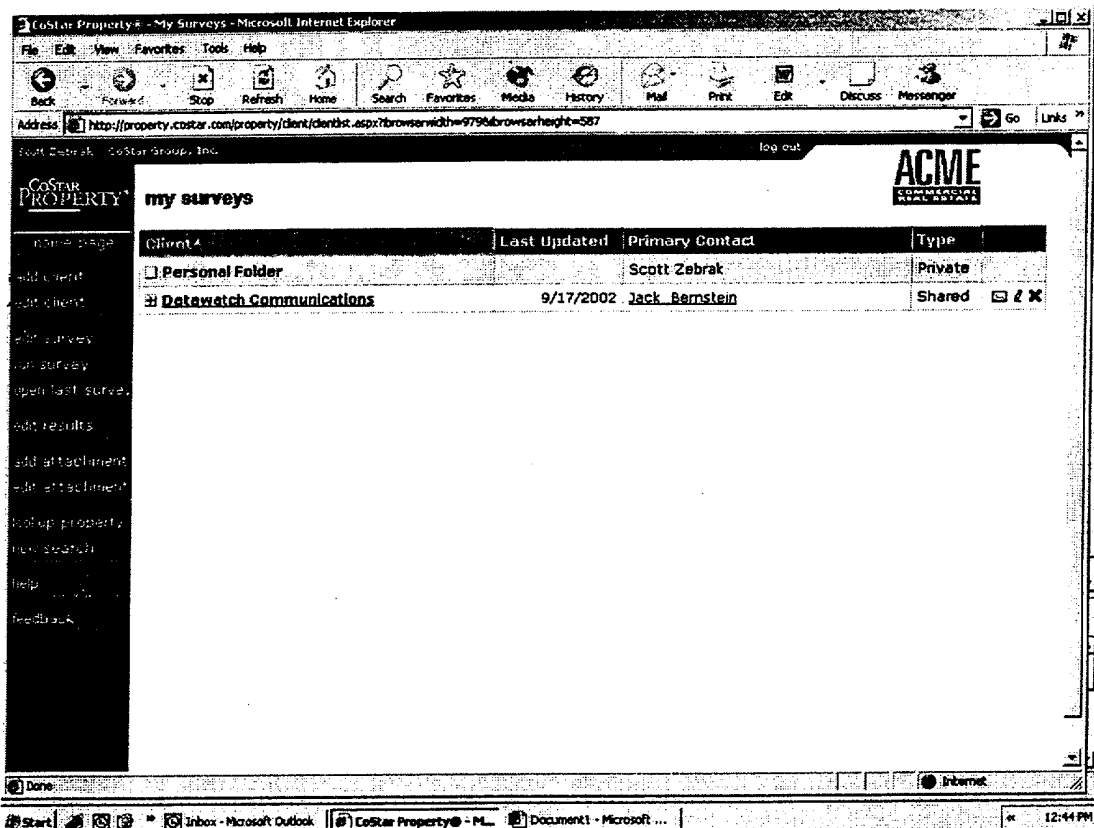 CoStar Property® - My Surveys - Microsoft Internet Explorer
File Edit View Favorites Tools Help
Back Forward Stop Refresh Home Search Favorites Media History Mail Print Edit Discuss Messenger
Address http://property.costar.com/property/client/clientlist.aspx?browserwidth=979&browserheight=587 Go Links »
Scott Zebrak CoStar Group, Inc. log out
COSTAR PROPERTY
ACME
COMMERCIAL
REAL ESTATE
my surveys
home page
Client Last Updated Primary Contact Type
add client
Personal Folder Scott Zebrak Private
edit client
Datawatch Communications 9/17/2002 Jack Bernstein Shared
edit survey
run survey
open last survey
edit results
add attachment
edit attachment
lookup property
new search
help
feedback
Done Internet
Start » Inbox - Microsoft Outlook CoStar Property® - M... Document1 - Microsoft ... « 12:44 PM